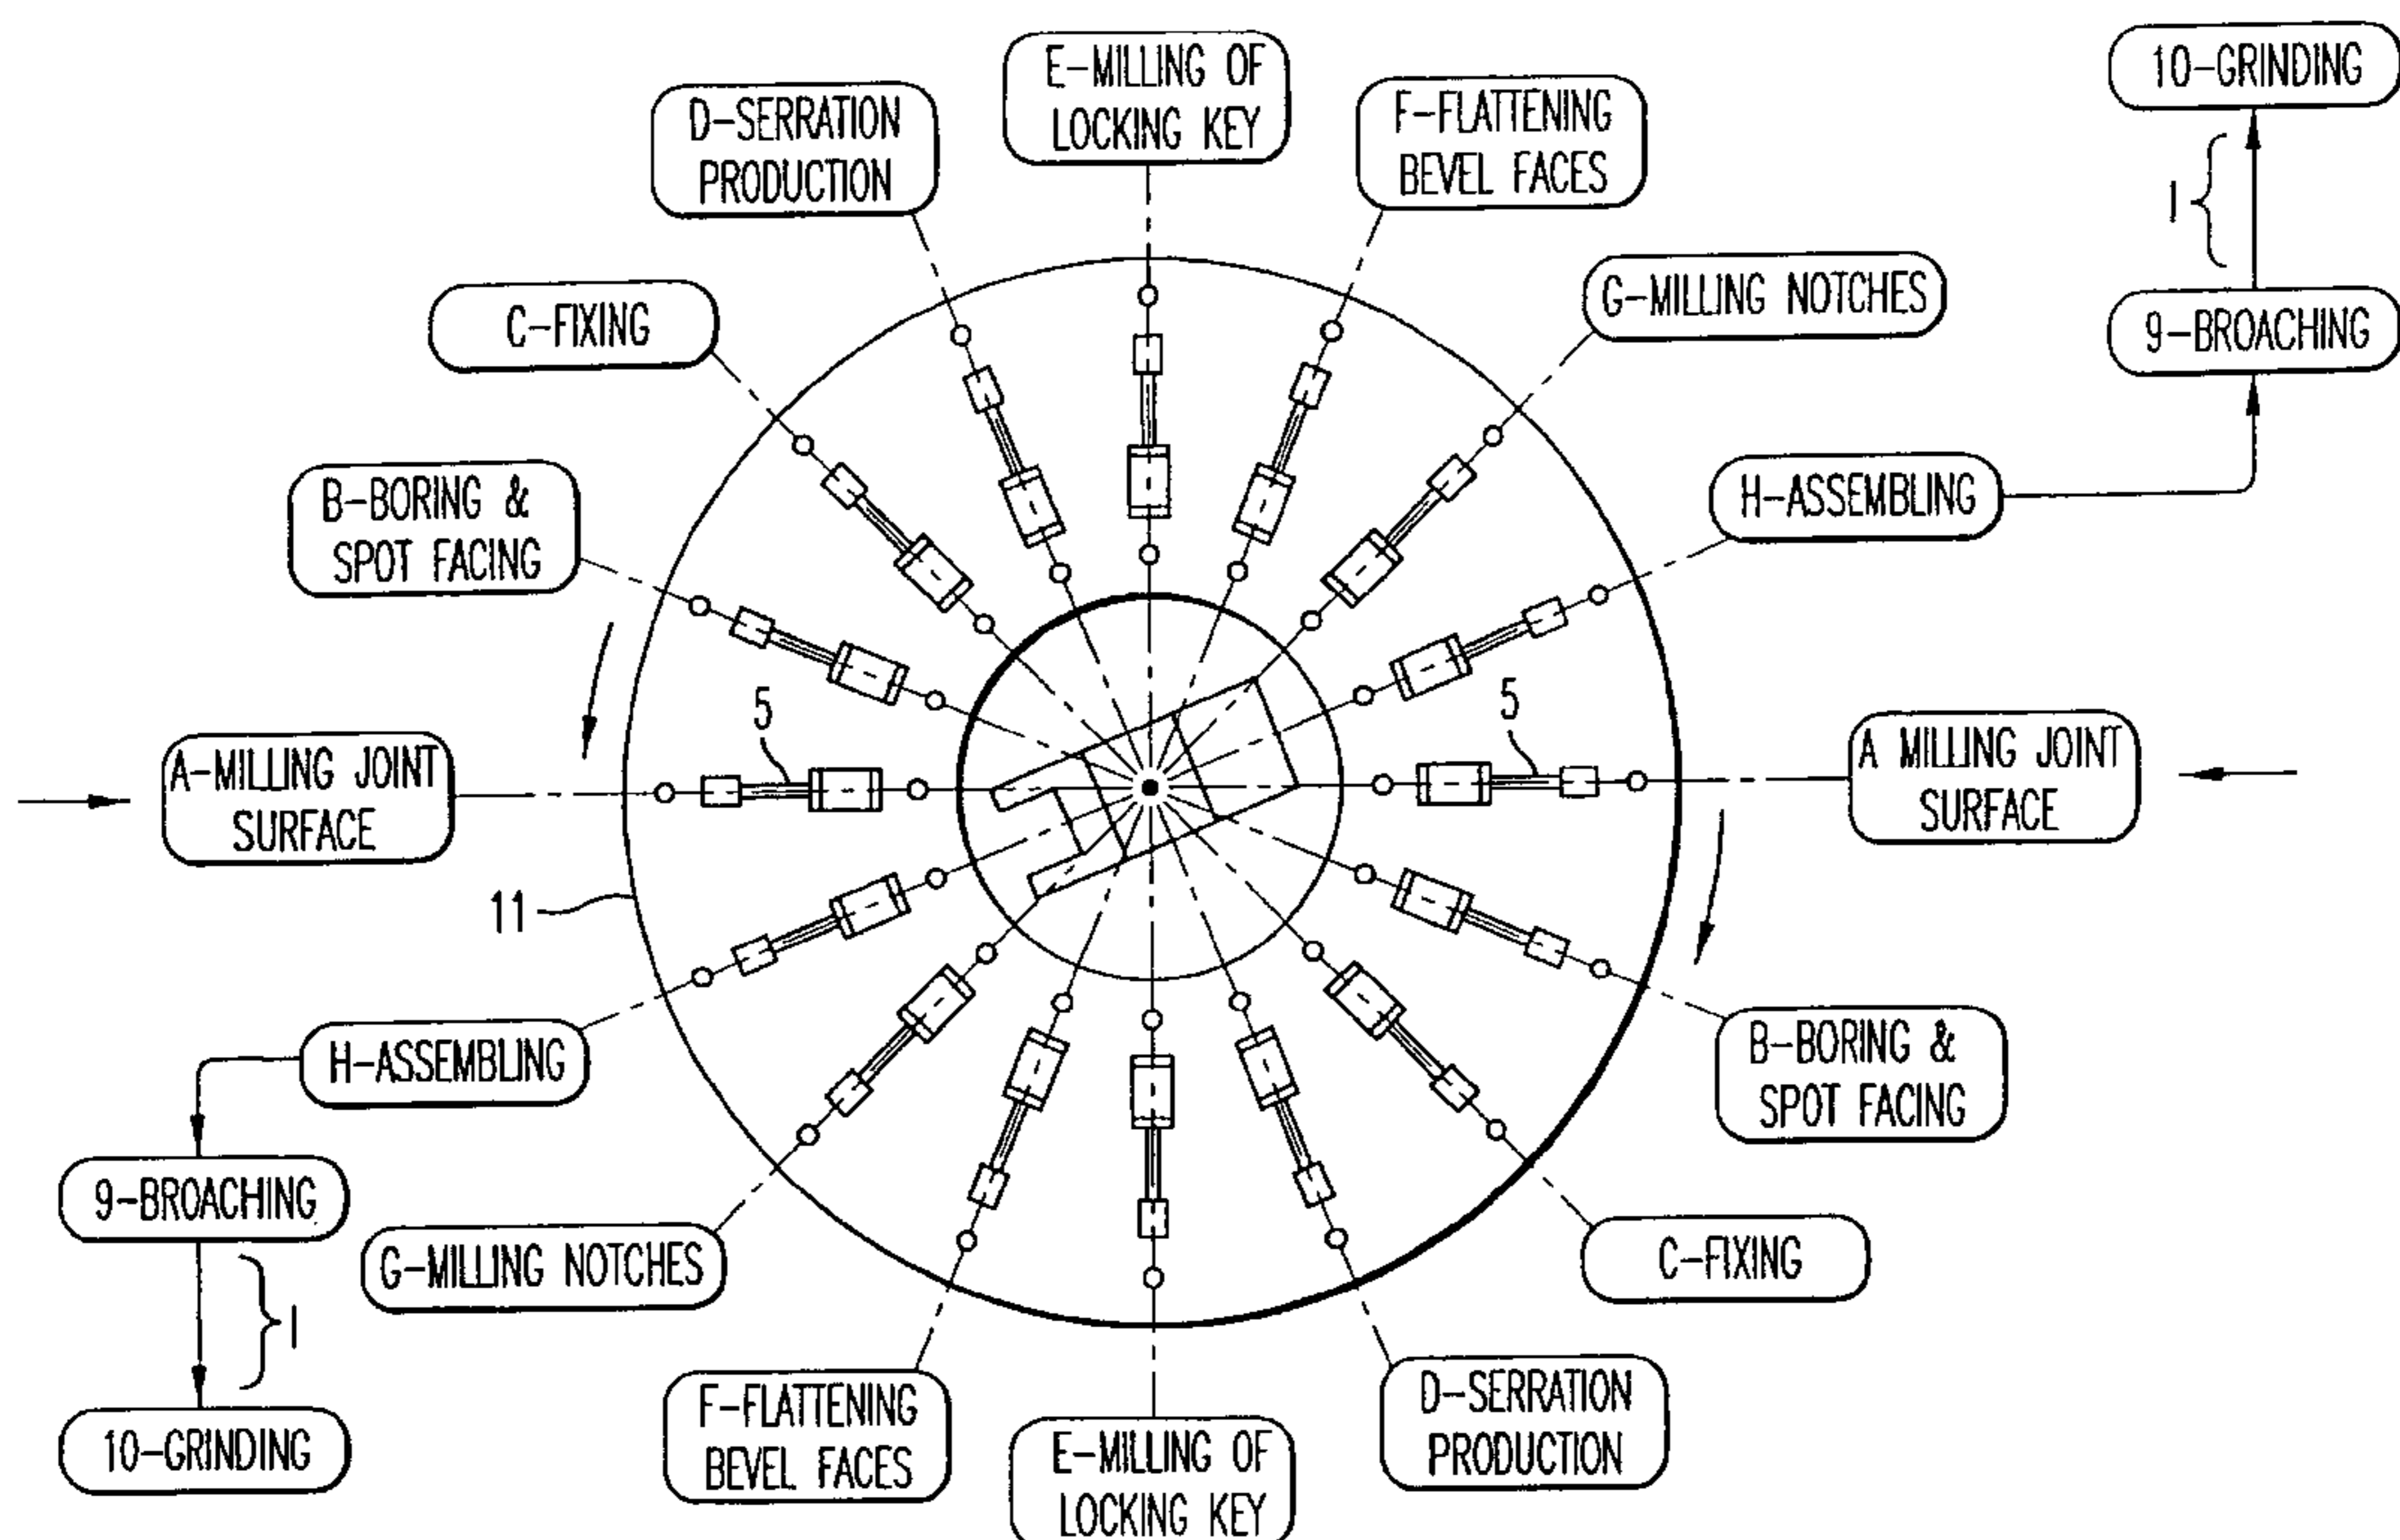 E-MILLING OF
LOCKING KEY
10-GRINDING
D-SERRATION
PRODUCTION
F-FLATTENING
BEVEL FACES
I
G-MILLING NOTCHES
C-FIXING
9-BROACHING
B-BORING &
SPOT FACING
H-ASSEMBLING
5
5
A-MILLING JOINT
SURFACE
A MILLING JOINT
SURFACE
11
H-ASSEMBLING
B-BORING &
SPOT FACING
9-BROACHING
G-MILLING NOTCHES
C-FIXING
I
F-FLATTENING
BEVEL FACES
D-SERRATION
PRODUCTION
10-GRINDING
E-MILLING OF
LOCKING KEY